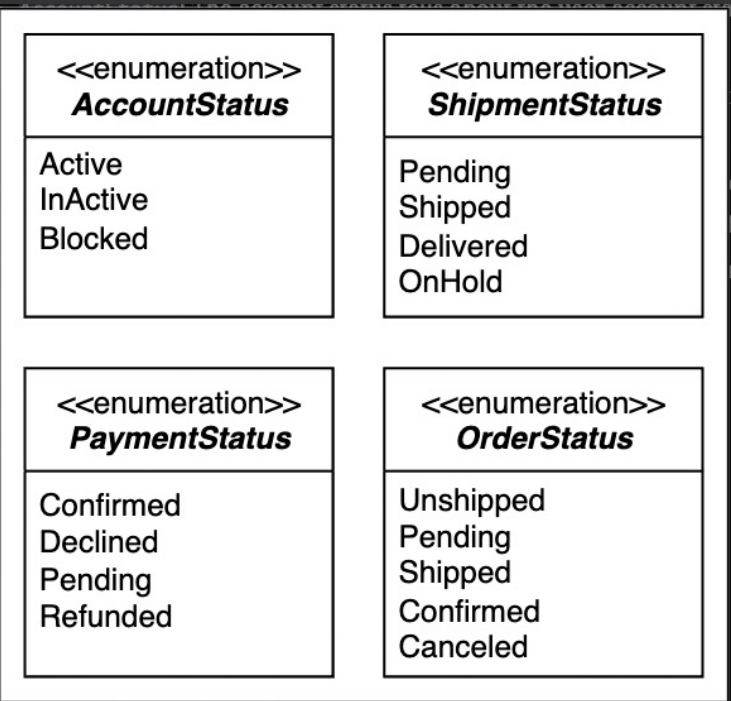 <<enumeration>>
AccountStatus
Active
InActive
Blocked
<<enumeration>>
ShipmentStatus
Pending
Shipped
Delivered
OnHold
<<enumeration>>
PaymentStatus
Confirmed
Declined
Pending
Refunded
<<enumeration>>
OrderStatus
Unshipped
Pending
Shipped
Confirmed
Canceled